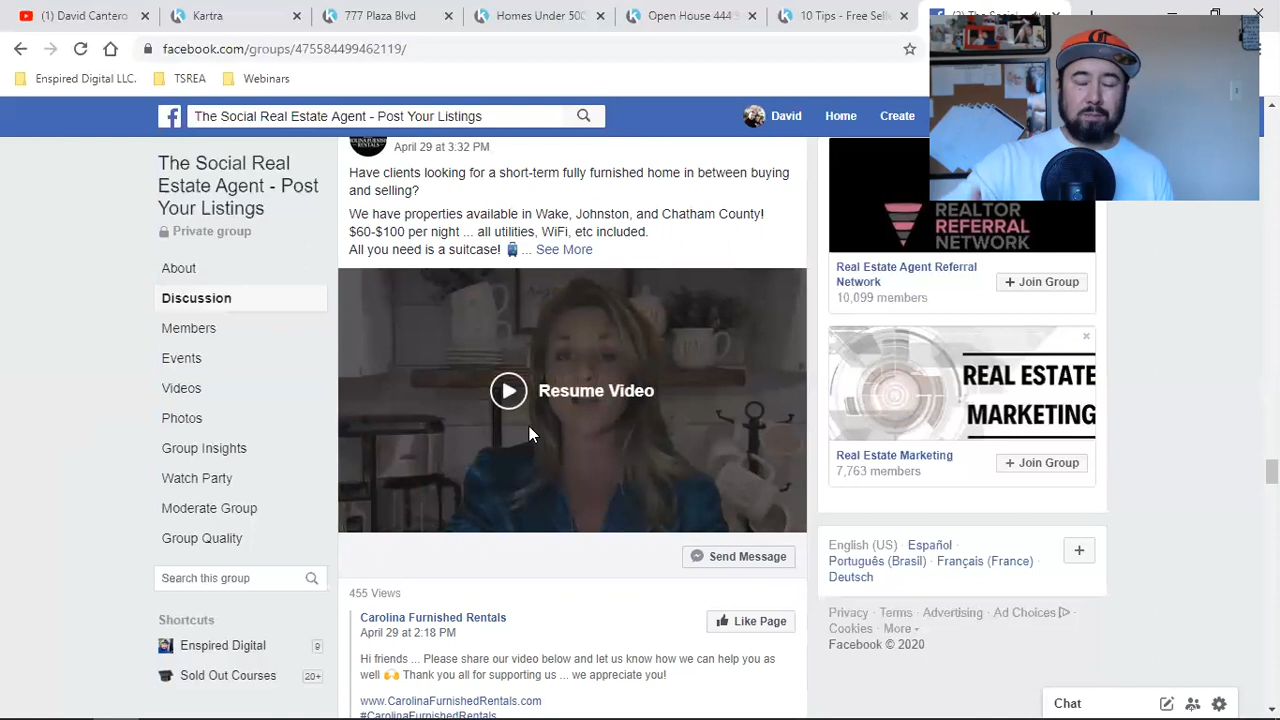 (1) David Cantero
Kartra
777 Plaza Blvd
Homes Under 500
Open House 444
10 Tips - Free Selle
facebook.com/groups/475584499462119/
Enspired Digital LLC.
TSREA
Webinars
The Social Real Estate Agent - Post Your Listings
David
Home
Create
The Social Real
Estate Agent - Post
Your Listings
Private group
About
Discussion
Members
Events
Videos
Photos
Group Insights
Watch Party
Moderate Group
Group Quality
Search this group
Shortcuts
Enspired Digital
9
Sold Out Courses
20+
April 29 at 3:32 PM
Have clients looking for a short-term fully furnished home in between buying
and selling?
We have properties available in Wake, Johnston, and Chatham County!
$60-$100 per night ... all utilities, WiFi, etc included.
All you need is a suitcase! 🧳 ... See More
Resume Video
Send Message
455 Views
Carolina Furnished Rentals
April 29 at 2:18 PM
Like Page
Hi friends ... Please share our video below and let us know how we can help you as
well 🙌 Thank you all for supporting us ... we appreciate you!
www.CarolinaFurnishedRentals.com
#CarolinaFurnishedRentals
REALTOR
REFERRAL
NETWORK
Real Estate Agent Referral
Network
10,099 members
+ Join Group
REAL ESTATE
MARKETING
Real Estate Marketing
7,763 members
+ Join Group
English (US) · Español ·
Português (Brasil) · Français (France) ·
Deutsch
Privacy · Terms · Advertising · Ad Choices ·
Cookies · More
Facebook © 2020
Chat